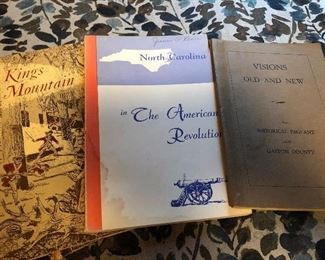 Kings
Mountain
North Carolina
in The American
Revolution
VISIONS
OLD AND NEW
HISTORICAL PAGEANT
GASTON COUNTY